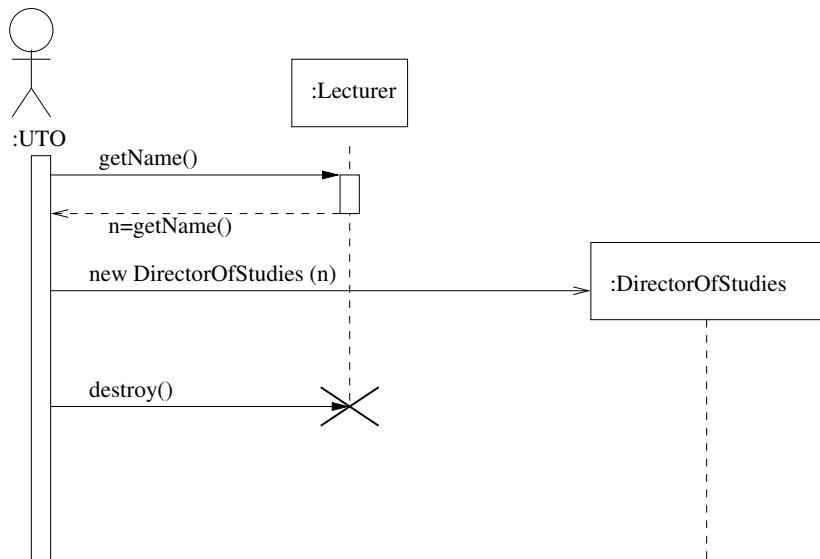 :Lecturer
:UTO
getName()
n=getName()
new DirectorOfStudies (n)
:DirectorOfStudies
destroy()